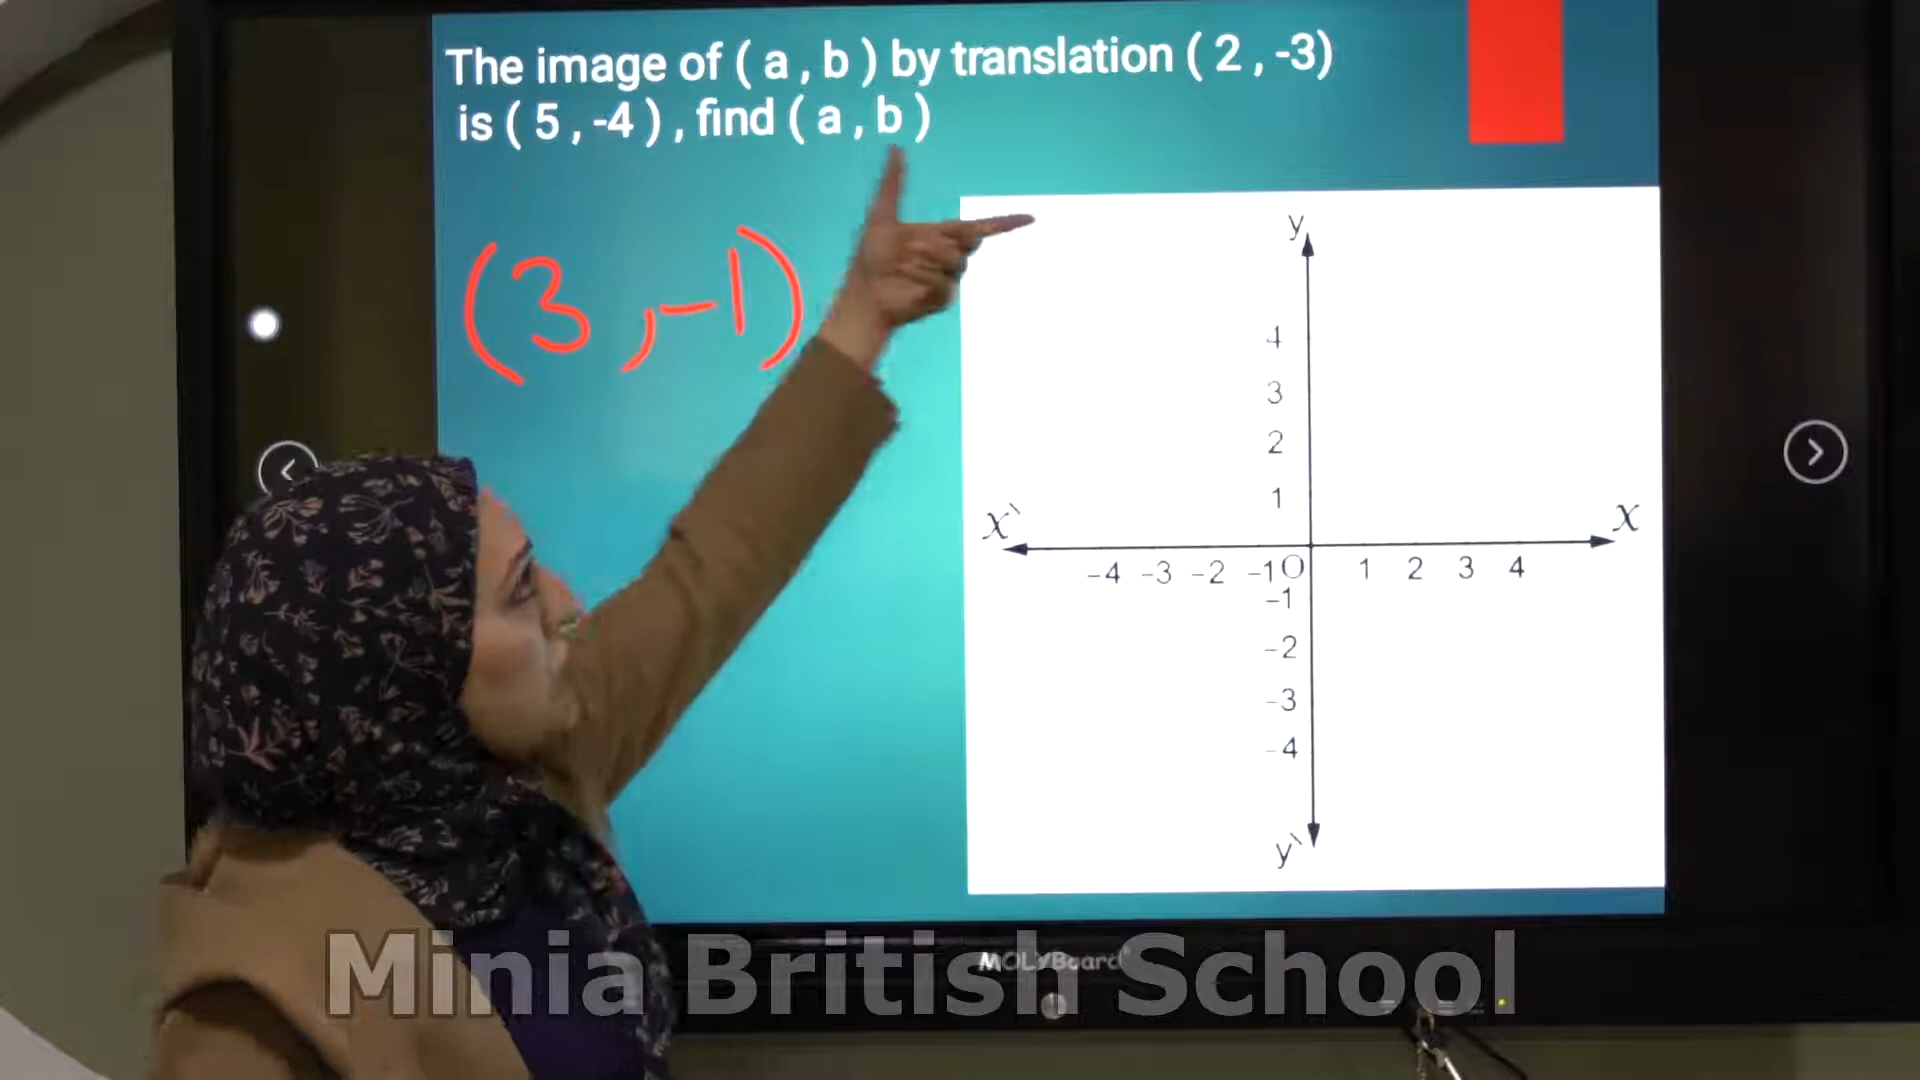 The image of ( a , b ) by translation ( 2 , -3)
is ( 5 , -4 ) , find ( a , b )
(3 , -1)
y
4
3
2
1
x` x
-4 -3 -2 -1 O 1 2 3 4
-1
-2
-3
-4
y`
MOLYBoard
Minia British School